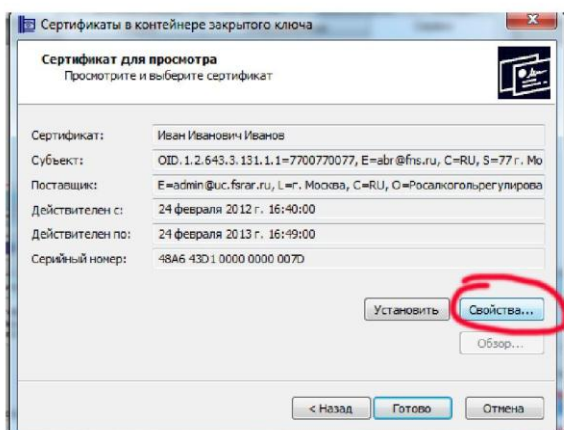 Сертификаты в контейнере закрытого ключа
Сертификат для просмотра
Просмотрите и выберите сертификат
Сертификат: Иван Иванович Иванов
Субъект: OID.1.2.643.3.131.1.1=7700770077, E=abr@fns.ru, C=RU, S=77 г. Мо
Поставщик: E=admin@uc.fsrar.ru, L=г. Москва, C=RU, O=Росалкогольрегулирова
Действителен с: 24 февраля 2012 г. 16:40:00
Действителен по: 24 февраля 2013 г. 16:49:00
Серийный номер: 48A6 43D1 0000 0000 007D
Установить Свойства...
Обзор...
< Назад Готово Отмена